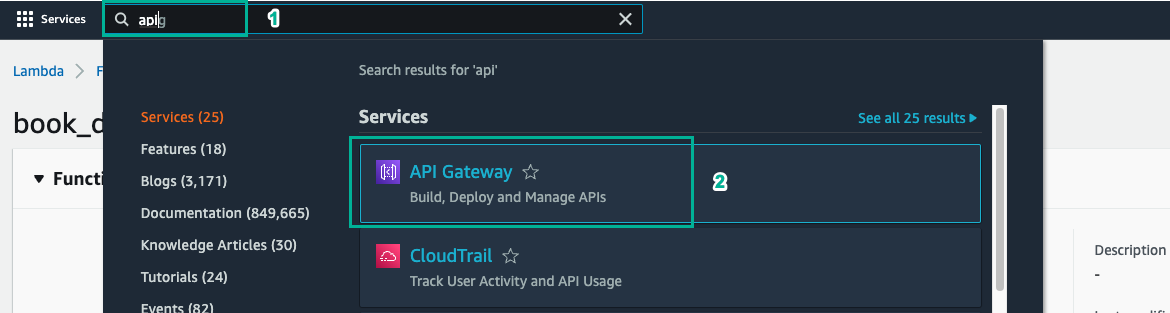 Services
apig
1
Lambda
F
Search results for 'api'
book_d
Services (25)
Services
See all 25 results
Features (18)
Functi
API Gateway
2
Blogs (3,171)
Build, Deploy and Manage APIs
Documentation (849,665)
Knowledge Articles (30)
CloudTrail
Description
Tutorials (24)
Track User Activity and API Usage
-
Events (82)